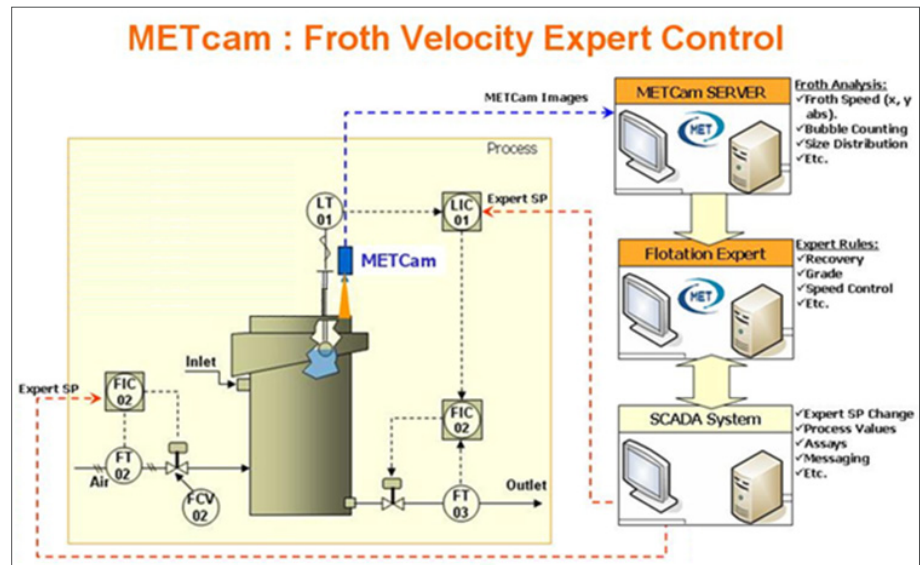 METcam : Froth Velocity Expert Control
METCam Images
METCam SERVER
MET
Froth Analysis:
✓Froth Speed (x, y
abs).
✓Bubble Counting
✓Size Distribution
✓Etc.
Process
LT
01
LIC
01
Expert SP
METCam
Flotation Expert
MET
Expert Rules:
✓Recovery
✓Grade
✓Speed Control
✓Etc.
Inlet
Expert SP
FIC
02
FIC
02
SCADA System
✓Expert SP Change
✓Process Values
✓Assays
✓Messaging
✓Etc.
FT
02
Air
FCV
02
FT
03
Outlet